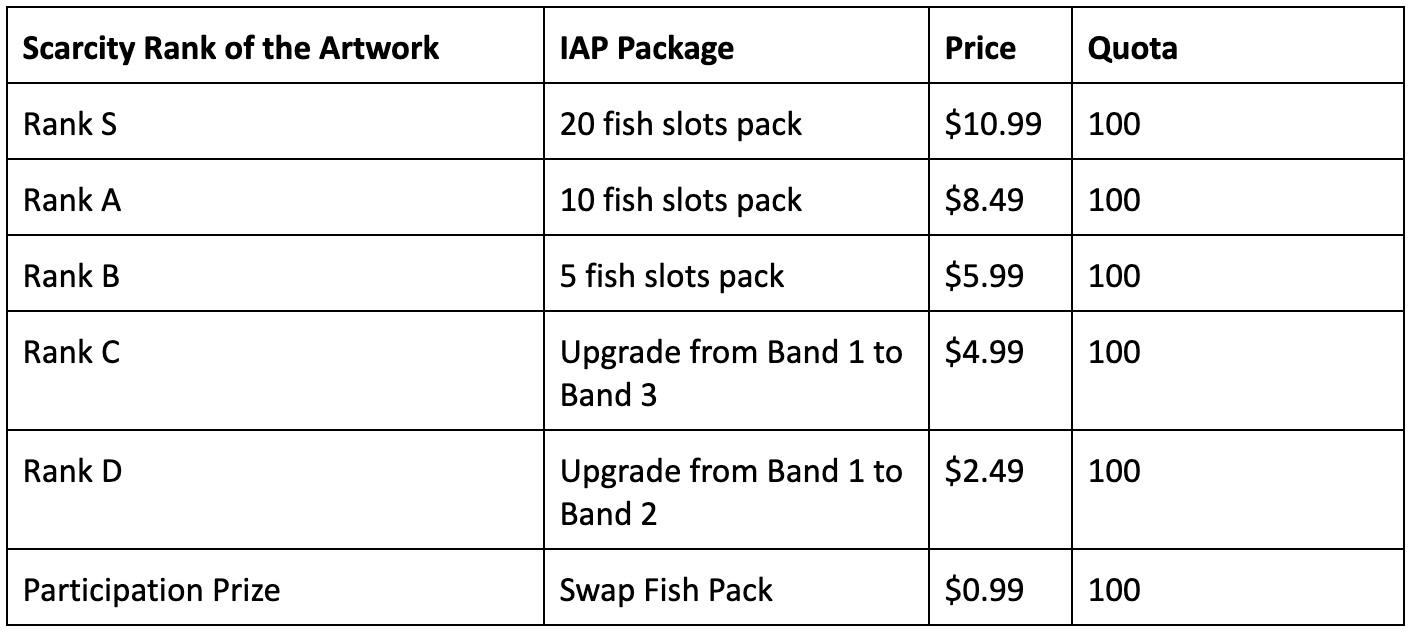 Scarcity Rank of the Artwork IAP Package Price Quota
Rank S 20 fish slots pack $10.99 100
Rank A 10 fish slots pack $8.49 100
Rank B 5 fish slots pack $5.99 100
Rank C Upgrade from Band 1 to $4.99 100
Band 3
Rank D Upgrade from Band 1 to $2.49 100
Band 2
Participation Prize Swap Fish Pack $0.99 100